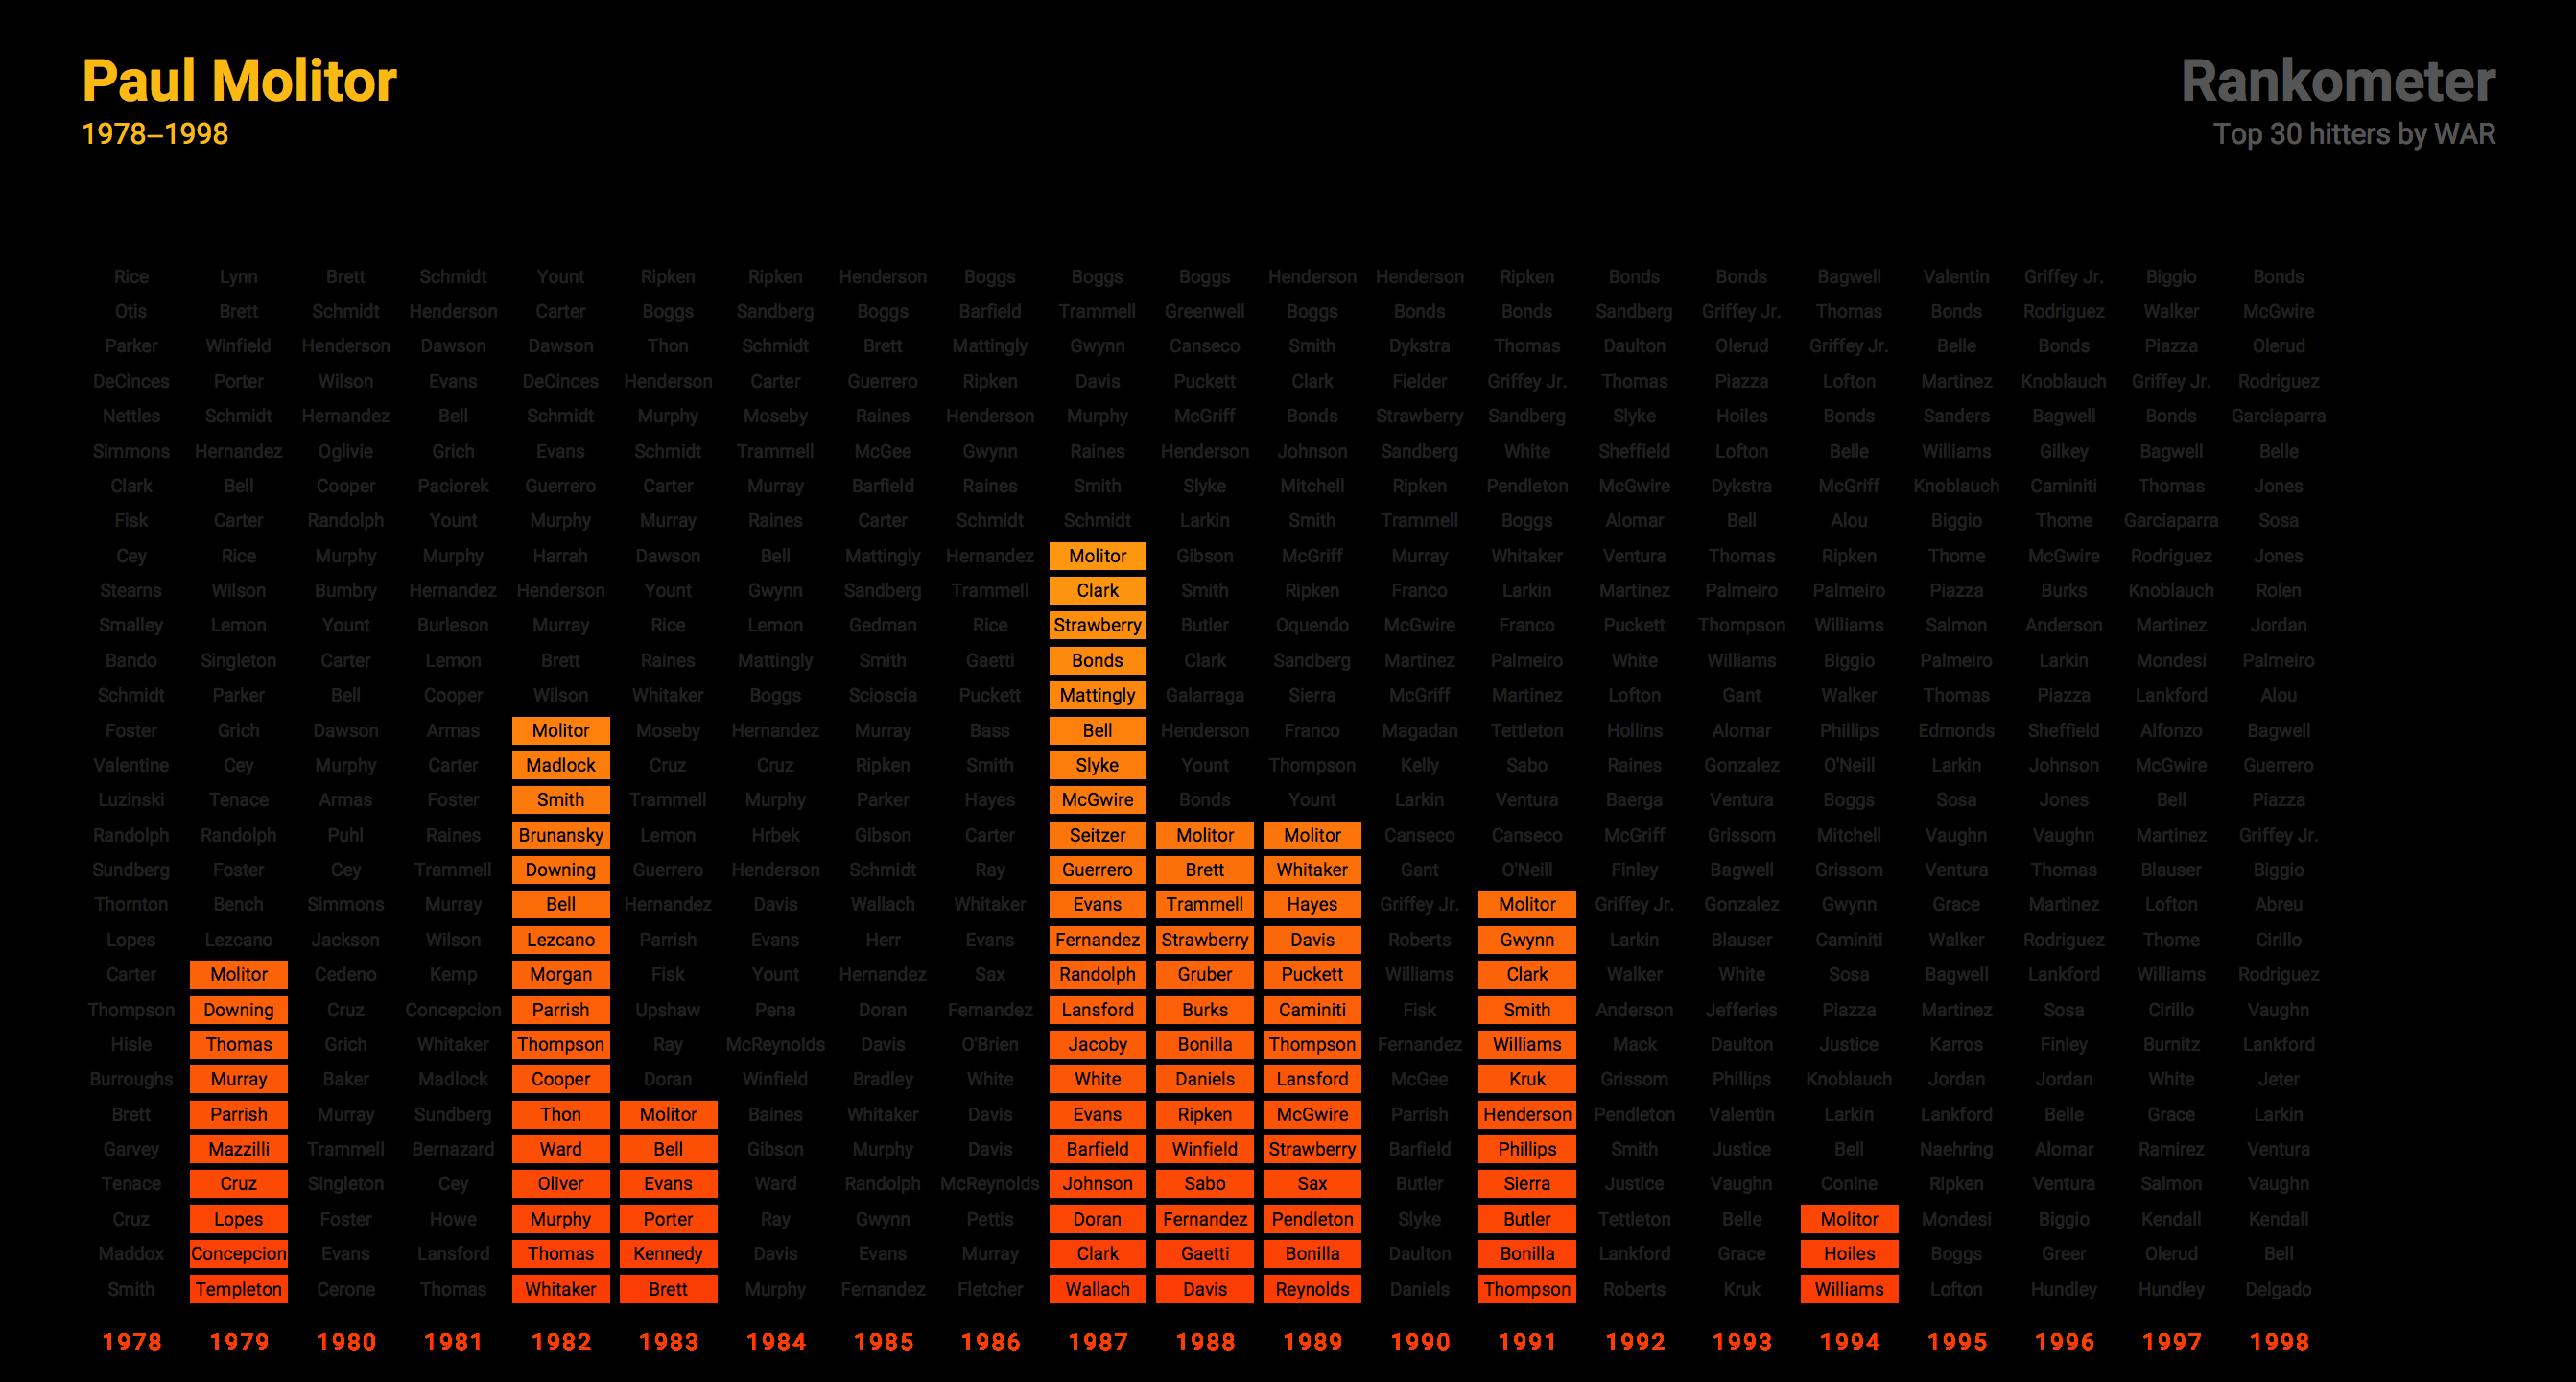 Paul Molitor
1978–1998
Rankometer
Top 30 hitters by WAR
Rice Lynn Brett Schmidt Yount Ripken Ripken Henderson Boggs Boggs Boggs Henderson Henderson Ripken Bonds Bonds Bagwell Valentin Griffey Jr. Biggio Bonds
Otis Brett Schmidt Henderson Carter Boggs Sandberg Boggs Barfield Trammell Greenwell Boggs Bonds Bonds Sandberg Griffey Jr. Thomas Bonds Rodriguez Walker McGwire
Parker Winfield Henderson Dawson Dawson Thon Schmidt Brett Mattingly Gwynn Canseco Smith Dykstra Thomas Daulton Olerud Griffey Jr. Belle Bonds Piazza Olerud
DeCinces Porter Wilson Evans DeCinces Henderson Carter Guerrero Ripken Davis Puckett Clark Fielder Griffey Jr. Thomas Piazza Lofton Martinez Knoblauch Griffey Jr. Rodriguez
Nettles Schmidt Hernandez Bell Schmidt Murphy Moseby Raines Henderson Murphy McGriff Bonds Strawberry Sandberg Slyke Hoiles Bonds Sanders Bagwell Bonds Garciaparra
Simmons Hernandez Oglivie Grich Evans Schmidt Trammell McGee Gwynn Raines Henderson Johnson Sandberg White Sheffield Lofton Belle Williams Gilkey Bagwell Belle
Clark Bell Cooper Paciorek Guerrero Carter Murray Barfield Raines Smith Slyke Mitchell Ripken Pendleton McGwire Dykstra McGriff Knoblauch Caminiti Thomas Jones
Fisk Carter Randolph Yount Murphy Murray Raines Carter Schmidt Schmidt Larkin Smith Trammell Boggs Alomar Bell Alou Biggio Thome Garciaparra Sosa
Cey Rice Murphy Murphy Harrah Dawson Bell Mattingly Hernandez Molitor Gibson McGriff Murray Whitaker Ventura Thomas Ripken Thome McGwire Rodriguez Jones
Stearns Wilson Bumbry Hernandez Henderson Yount Gwynn Sandberg Trammell Clark Smith Ripken Franco Larkin Martinez Palmeiro Palmeiro Piazza Burks Knoblauch Rolen
Smalley Lemon Yount Burleson Murray Rice Lemon Gedman Rice Strawberry Butler Oquendo McGwire Franco Puckett Thompson Williams Salmon Anderson Martinez Jordan
Bando Singleton Carter Lemon Brett Raines Mattingly Smith Gaetti Bonds Clark Sandberg Martinez Palmeiro White Williams Biggio Palmeiro Larkin Mondesi Palmeiro
Schmidt Parker Bell Cooper Wilson Whitaker Boggs Scioscia Puckett Mattingly Galarraga Sierra McGriff Martinez Lofton Gant Walker Thomas Piazza Lankford Alou
Foster Grich Dawson Armas Molitor Moseby Hernandez Murray Bass Bell Henderson Franco Magadan Tettleton Hollins Alomar Phillips Edmonds Sheffield Alfonzo Bagwell
Valentine Cey Murphy Carter Madlock Cruz Cruz Ripken Smith Slyke Yount Thompson Kelly Sabo Raines Gonzalez O'Neill Larkin Johnson McGwire Guerrero
Luzinski Tenace Armas Foster Smith Trammell Murphy Parker Hayes McGwire Bonds Yount Larkin Ventura Baerga Ventura Boggs Sosa Jones Bell Piazza
Randolph Randolph Puhl Raines Brunansky Lemon Hrbek Gibson Carter Seitzer Molitor Molitor Canseco Canseco McGriff Grissom Mitchell Vaughn Vaughn Martinez Griffey Jr.
Sundberg Foster Cey Trammell Downing Guerrero Henderson Schmidt Ray Guerrero Brett Whitaker Gant O'Neill Finley Bagwell Grissom Ventura Thomas Blauser Biggio
Thornton Bench Simmons Murray Bell Hernandez Davis Wallach Whitaker Evans Trammell Hayes Griffey Jr. Molitor Griffey Jr. Gonzalez Gwynn Grace Martinez Lofton Abreu
Lopes Lezcano Jackson Wilson Lezcano Parrish Evans Herr Evans Fernandez Strawberry Davis Roberts Gwynn Larkin Blauser Caminiti Walker Rodriguez Thome Cirillo
Carter Molitor Cedeno Kemp Morgan Fisk Yount Hernandez Sax Randolph Gruber Puckett Williams Clark Walker White Sosa Bagwell Lankford Williams Rodriguez
Thompson Downing Cruz Concepcion Parrish Upshaw Pena Doran Fernandez Lansford Burks Caminiti Fisk Smith Anderson Jefferies Piazza Martinez Sosa Cirillo Vaughn
Hisle Thomas Grich Whitaker Thompson Ray McReynolds Davis O'Brien Jacoby Bonilla Thompson Fernandez Williams Mack Daulton Justice Karros Finley Burnitz Lankford
Burroughs Murray Baker Madlock Cooper Doran Winfield Bradley White White Daniels Lansford McGee Kruk Grissom Phillips Knoblauch Jordan Jordan White Jeter
Brett Parrish Murray Sundberg Thon Molitor Baines Whitaker Davis Evans Ripken McGwire Parrish Henderson Pendleton Valentin Larkin Lankford Belle Grace Larkin
Garvey Mazzilli Trammell Bernazard Ward Bell Gibson Murphy Davis Barfield Winfield Strawberry Barfield Phillips Smith Justice Bell Naehring Alomar Ramirez Ventura
Tenace Cruz Singleton Cey Oliver Evans Ward Randolph McReynolds Johnson Sabo Sax Butler Sierra Justice Vaughn Conine Ripken Ventura Salmon Vaughn
Cruz Lopes Foster Howe Murphy Porter Ray Gwynn Pettis Doran Fernandez Pendleton Slyke Butler Tettleton Belle Molitor Mondesi Biggio Kendall Kendall
Maddox Concepcion Evans Lansford Thomas Kennedy Davis Evans Murray Clark Gaetti Bonilla Daulton Bonilla Lankford Grace Hoiles Boggs Greer Olerud Bell
Smith Templeton Cerone Thomas Whitaker Brett Murphy Fernandez Fletcher Wallach Davis Reynolds Daniels Thompson Roberts Kruk Williams Lofton Hundley Hundley Delgado
1978 1979 1980 1981 1982 1983 1984 1985 1986 1987 1988 1989 1990 1991 1992 1993 1994 1995 1996 1997 1998